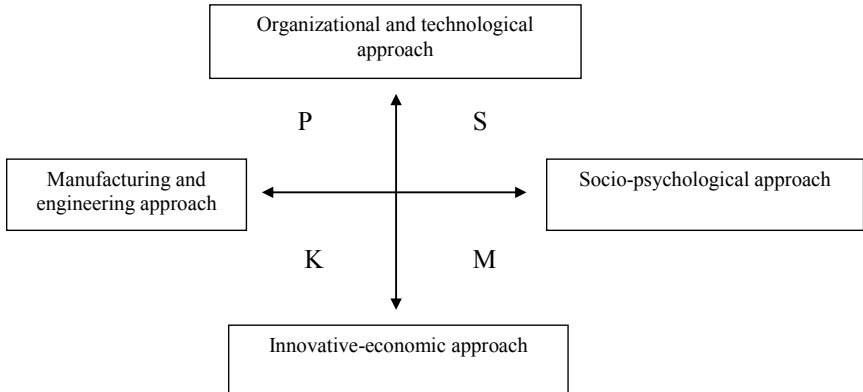 Organizational and technological
approach
P
S
Manufacturing and
engineering approach
Socio-psychological approach
K
M
Innovative-economic approach